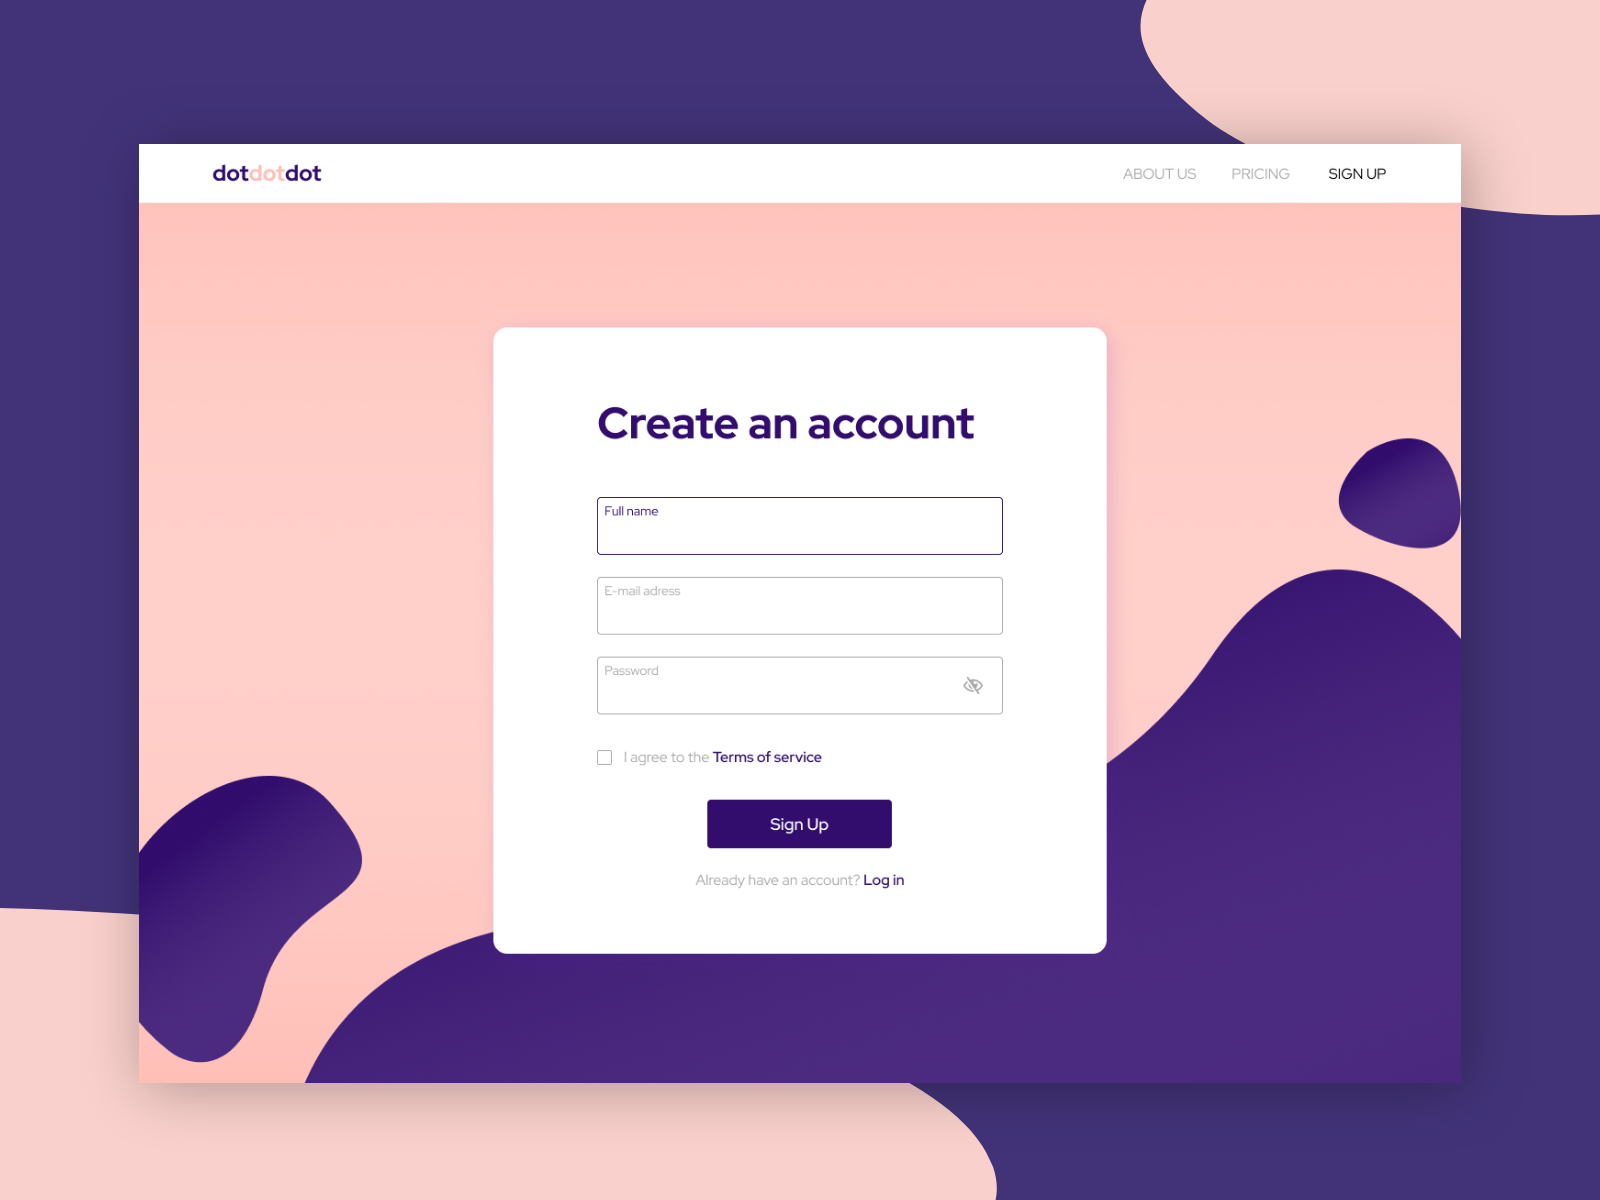 dotdotdot
ABOUT US PRICING SIGN UP
Create an account
Full name
E-mail adress
Password
I agree to the Terms of service
Sign Up
Already have an account? Log in